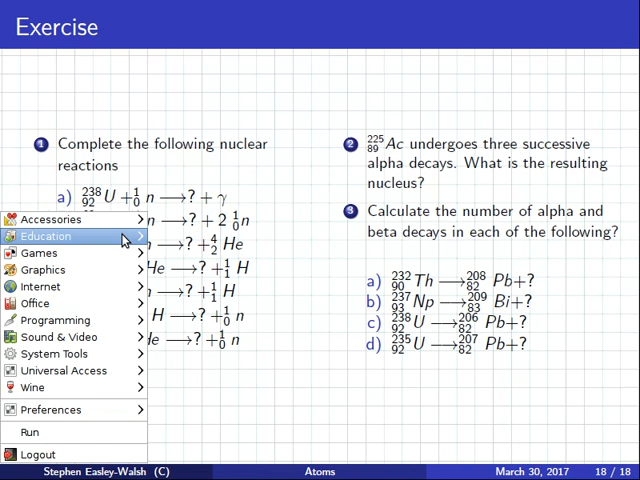 Exercise
1 Complete the following nuclear
reactions
a) ²³⁸₉₂U +¹₀n ⟶? + γ
n ⟶? + 2 ¹₀n
n ⟶? +⁴₂He
He ⟶? +¹₁H
n ⟶? +¹₁H
H ⟶? +¹₀n
He ⟶? +¹₀n
2 ²²⁵₈₉Ac undergoes three successive
alpha decays. What is the resulting
nucleus?
3 Calculate the number of alpha and
beta decays in each of the following?
a) ²³²₉₀Th ⟶²⁰⁸₈₂Pb+?
b) ²³⁷₉₃Np ⟶²⁰⁹₈₃Bi+?
c) ²³⁸₉₂U ⟶²⁰⁶₈₂Pb+?
d) ²³⁵₉₂U ⟶²⁰⁷₈₂Pb+?
Accessories
Education
Games
Graphics
Internet
Office
Programming
Sound & Video
System Tools
Universal Access
Wine
Preferences
Run
Logout
Stephen Easley-Walsh (C) Atoms March 30, 2017 18 / 18